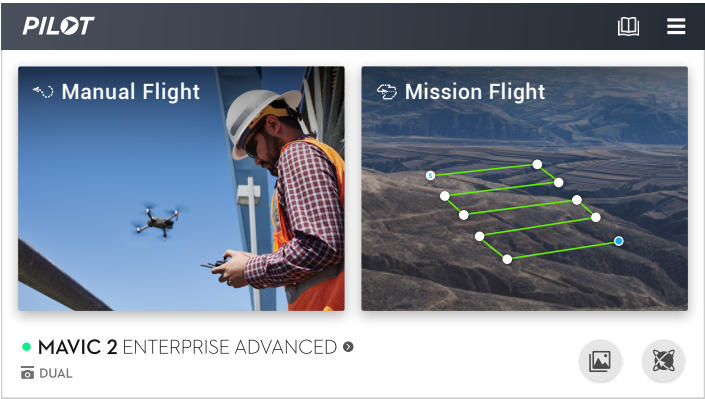 PILOT
Manual Flight
Mission Flight
S
MAVIC 2 ENTERPRISE ADVANCED
DUAL